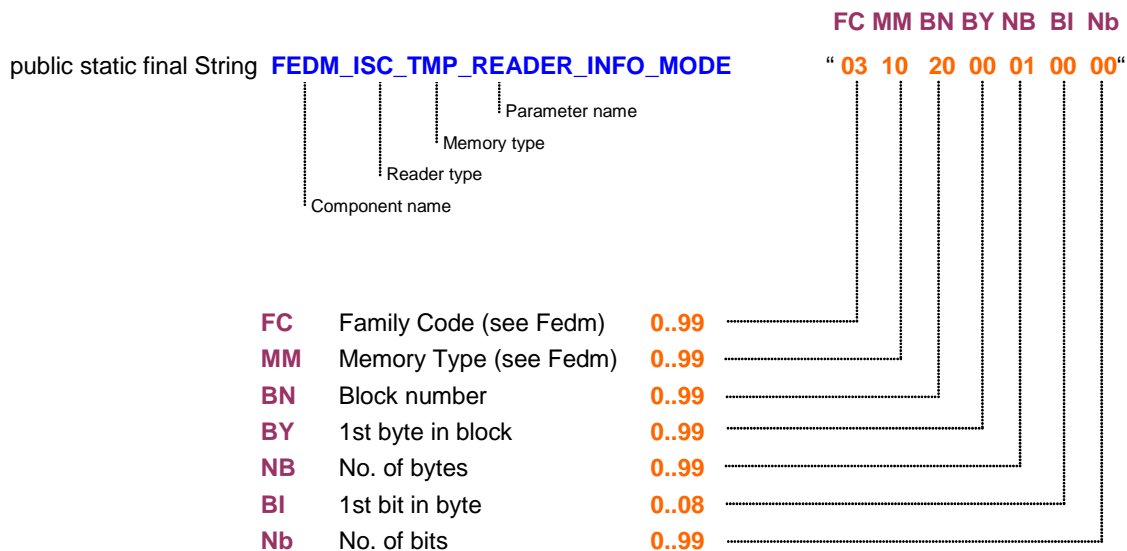 FC MM BN BY NB BI Nb
public static final String FEDM_ISC_TMP_READER_INFO_MODE “ 03 10 20 00 01 00 00“
Parameter name
Memory type
Reader type
Component name
FC Family Code (see Fedm) 0..99
MM Memory Type (see Fedm) 0..99
BN Block number 0..99
BY 1st byte in block 0..99
NB No. of bytes 0..99
BI 1st bit in byte 0..08
Nb No. of bits 0..99